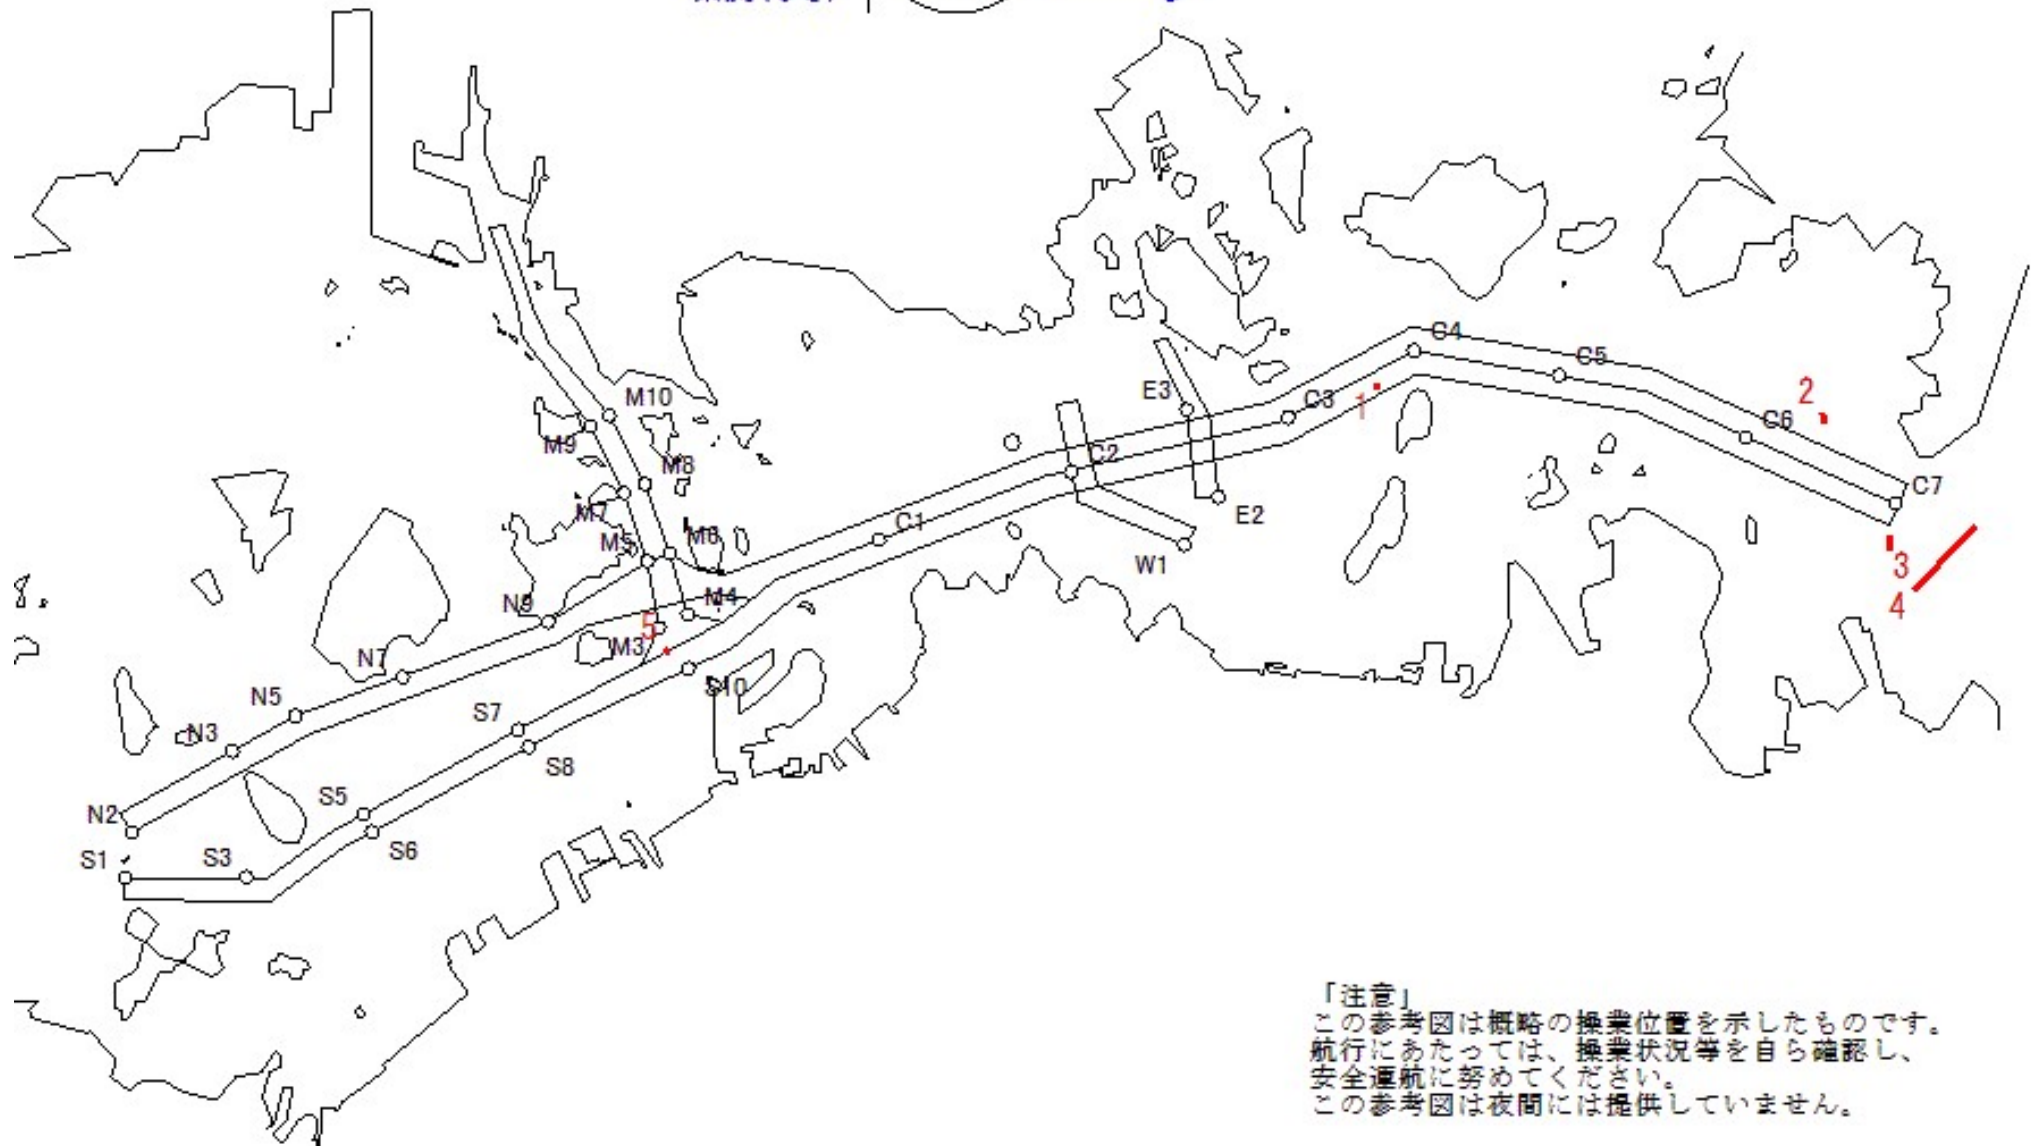 C4
C5
2
M10
E3
C3
1
C6
M9
C2
M8
C7
M7
C1
E2
M5
M6
W1
3
N9
M4
4
5
M3
N7
S10
N5
S7
N3
S8
S5
N2
S6
S1
S3
「注意」
この参考図は概略の操業位置を示したものです。
航行にあたっては、操業状況等を自ら確認し、
安全運航に努めてください。
この参考図は夜間には提供していません。